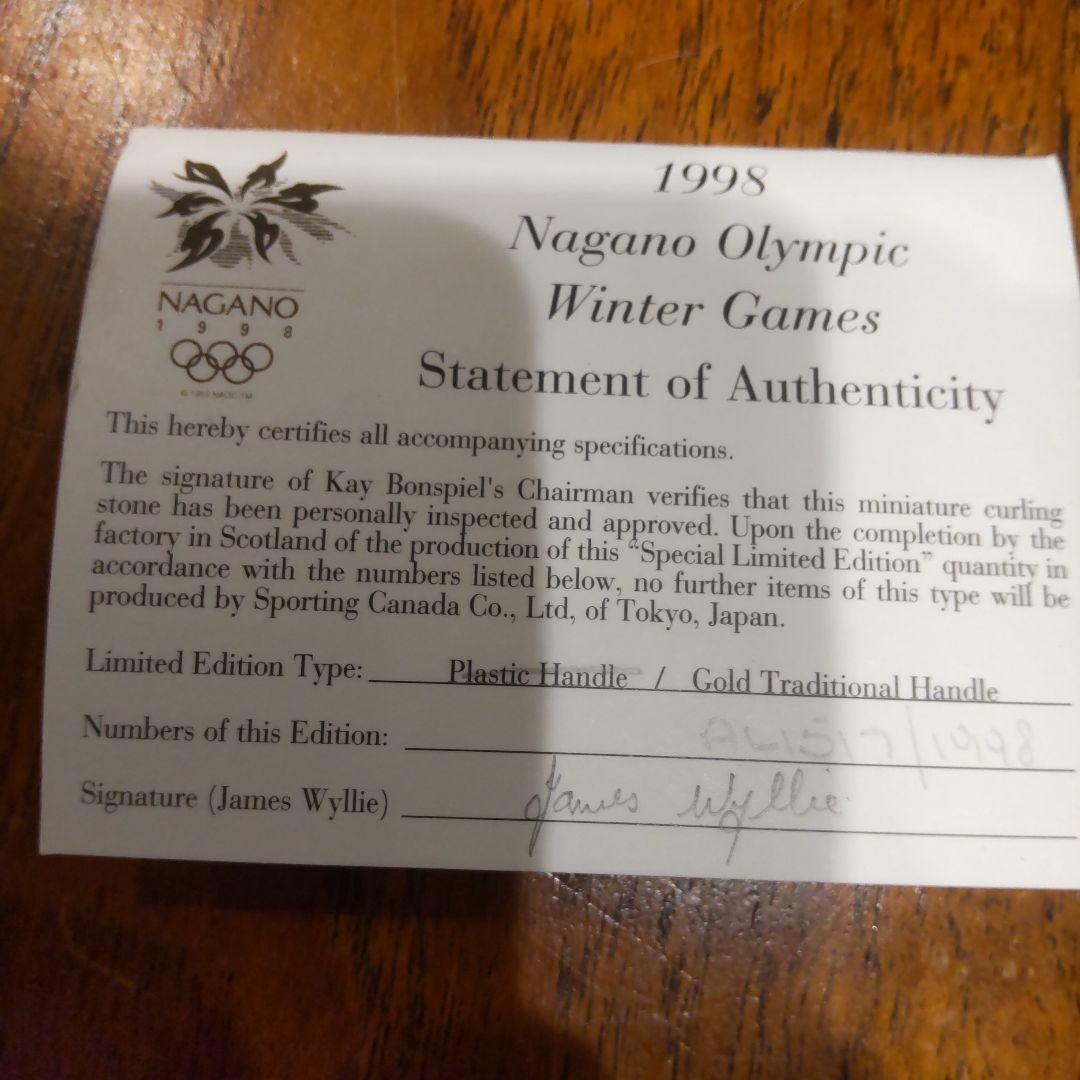 1998
Nagano Olympic
Winter Games
Statement of Authenticity
NAGANO
1 9 9 8
This hereby certifies all accompanying specifications.
The signature of Kay Bonspiel's Chairman verifies that this miniature curling
stone has been personally inspected and approved. Upon the completion by the
factory in Scotland of the production of this “Special Limited Edition” quantity in
accordance with the numbers listed below, no further items of this type will be
produced by Sporting Canada Co., Ltd, of Tokyo, Japan.
Limited Edition Type: Plastic Handle / Gold Traditional Handle
Numbers of this Edition: AL1517/1998
Signature (James Wyllie) James Wyllie